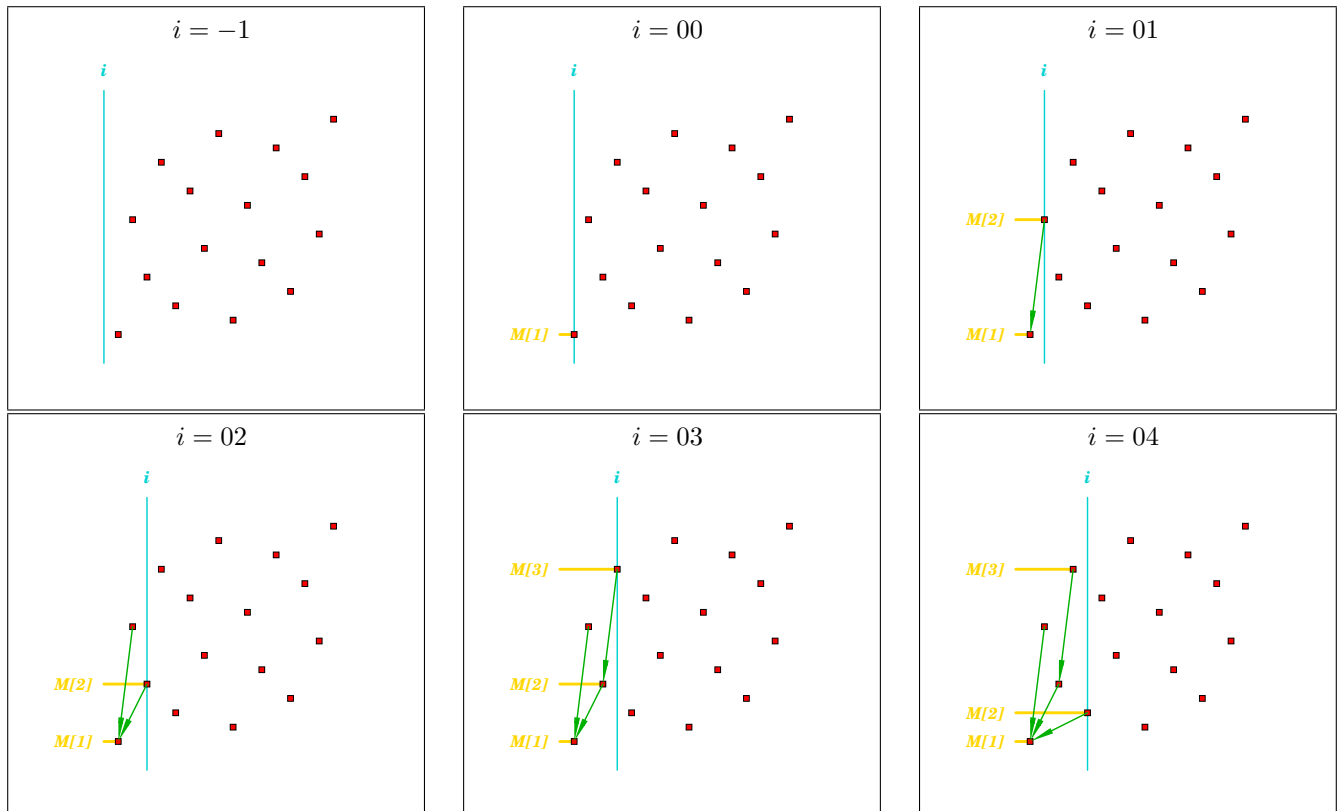 i = −1
i
i = 00
i
M[1]
i = 01
i
M[2]
M[1]
i = 02
i
M[2]
M[1]
i = 03
i
M[3]
M[2]
M[1]
i = 04
i
M[3]
M[2]
M[1]